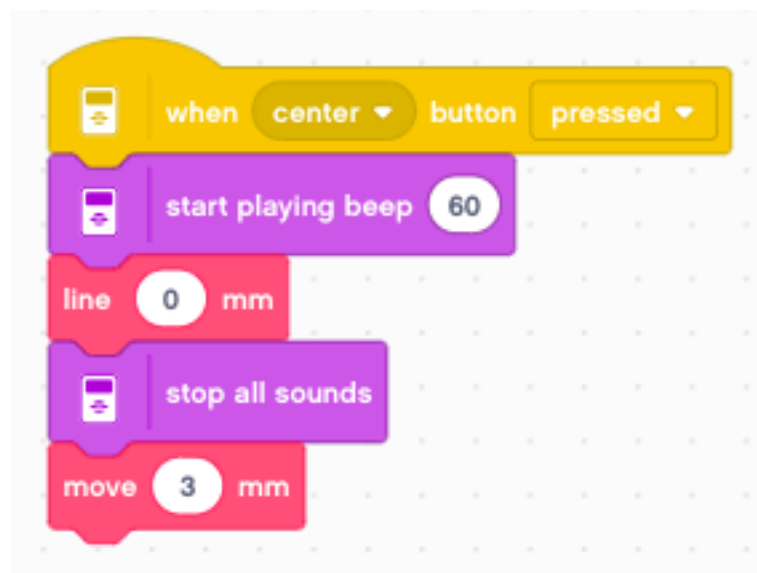 when center button pressed
start playing beep 60
line 0 mm
stop all sounds
move 3 mm